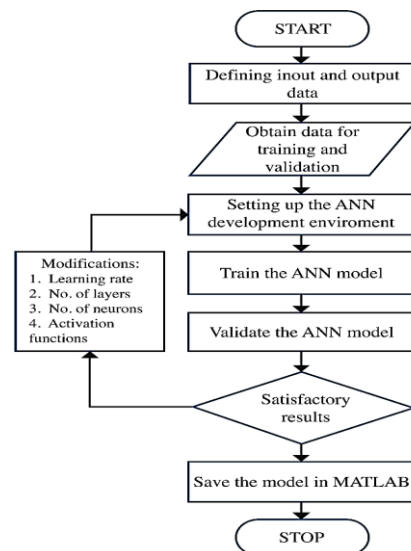 START
Defining inout and output
data
Obtain data for
training and
validation
Setting up the ANN
development enviroment
Modifications:
1. Learning rate
2. No. of layers
3. No. of neurons
4. Activation
functions
Train the ANN model
Validate the ANN model
Satisfactory
results
Save the model in MATLAB
STOP